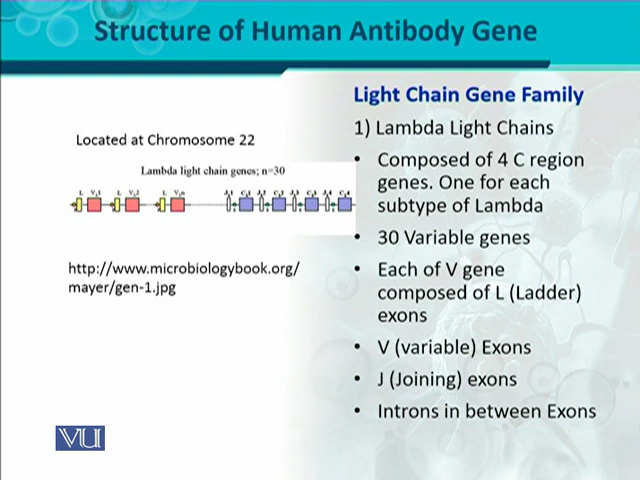 Structure of Human Antibody Gene
Located at Chromosome 22
Lambda light chain genes; n=30
http://www.microbiologybook.org/
mayer/gen-1.jpg
VU
Light Chain Gene Family
1) Lambda Light Chains
• Composed of 4 C region
genes. One for each
subtype of Lambda
• 30 Variable genes
• Each of V gene
composed of L (Ladder)
exons
• V (variable) Exons
• J (Joining) exons
• Introns in between Exons